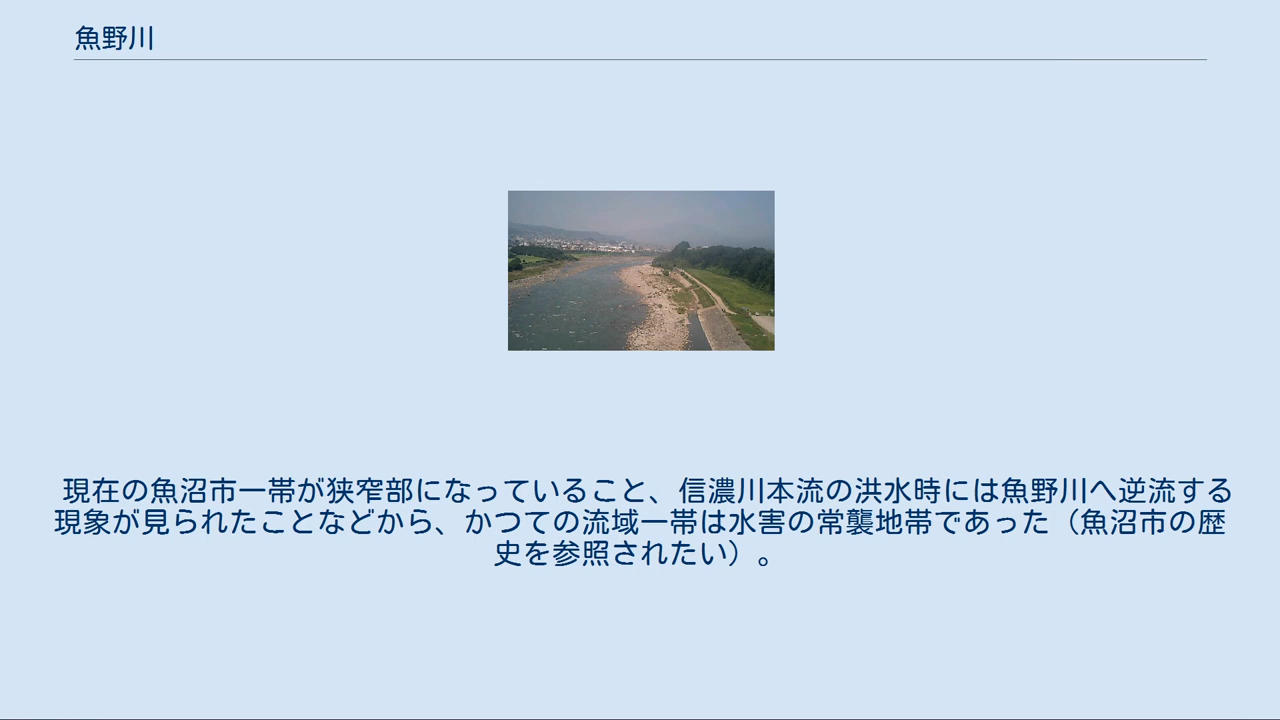 魚野川
現在の魚沼市一帯が狭窄部になっていること、信濃川本流の洪水時には魚野川へ逆流する
現象が見られたことなどから、かつての流域一帯は水害の常襲地帯であった（魚沼市の歴
史を参照されたい）。